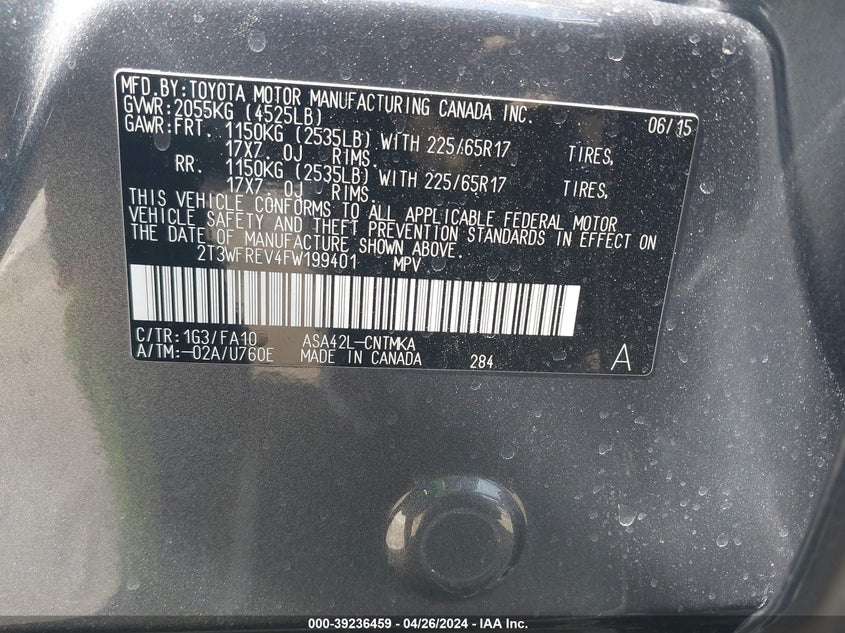 MFD.BY:TOYOTA MOTOR MANUFACTURING CANADA INC.
GVWR:2055KG (4525LB) 06/15
GAWR:FRT. 1150KG (2535LB) WITH 225/65R17 TIRES,
17X7 0J RIMS.
RR. 1150KG (2535LB) WITH 225/65R17 TIRES,
17X7 0J RIMS.
THIS VEHICLE CONFORMS TO ALL APPLICABLE FEDERAL MOTOR
VEHICLE SAFETY AND THEFT PREVENTION STANDARDS IN EFFECT ON
THE DATE OF MANUFACTURE SHOWN ABOVE.
2T3WFREV4FW199401 MPV
C/TR:1G3/FA10 ASA42L-CNTMKA
A/TM:-02A/U760E MADE IN CANADA 284 A
000-39236459 - 04/26/2024 - IAA Inc.